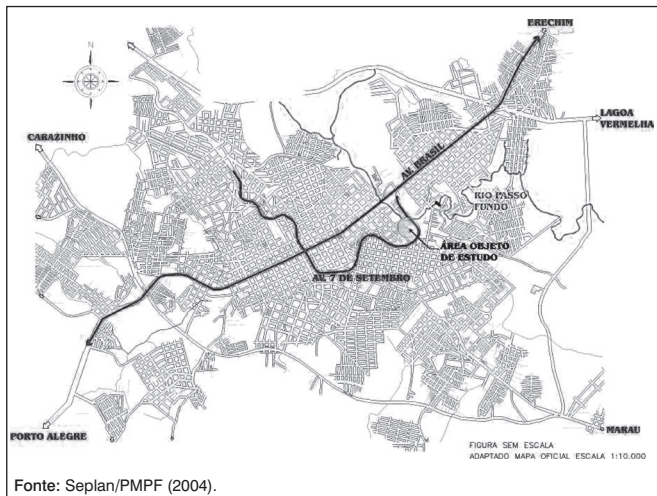 ERECHIM
N
LAGOA
VERMELHA
CARAZINHO
AV. BRASIL
RIO PASSO
FUNDO
ÁREA OBJETO
DE ESTUDO
AV. 7 DE SETEMBRO
PORTO ALEGRE
MARAU
FIGURA SEM ESCALA
ADAPTADO MAPA OFICIAL ESCALA 1:10.000
Fonte: Seplan/PMPF (2004).